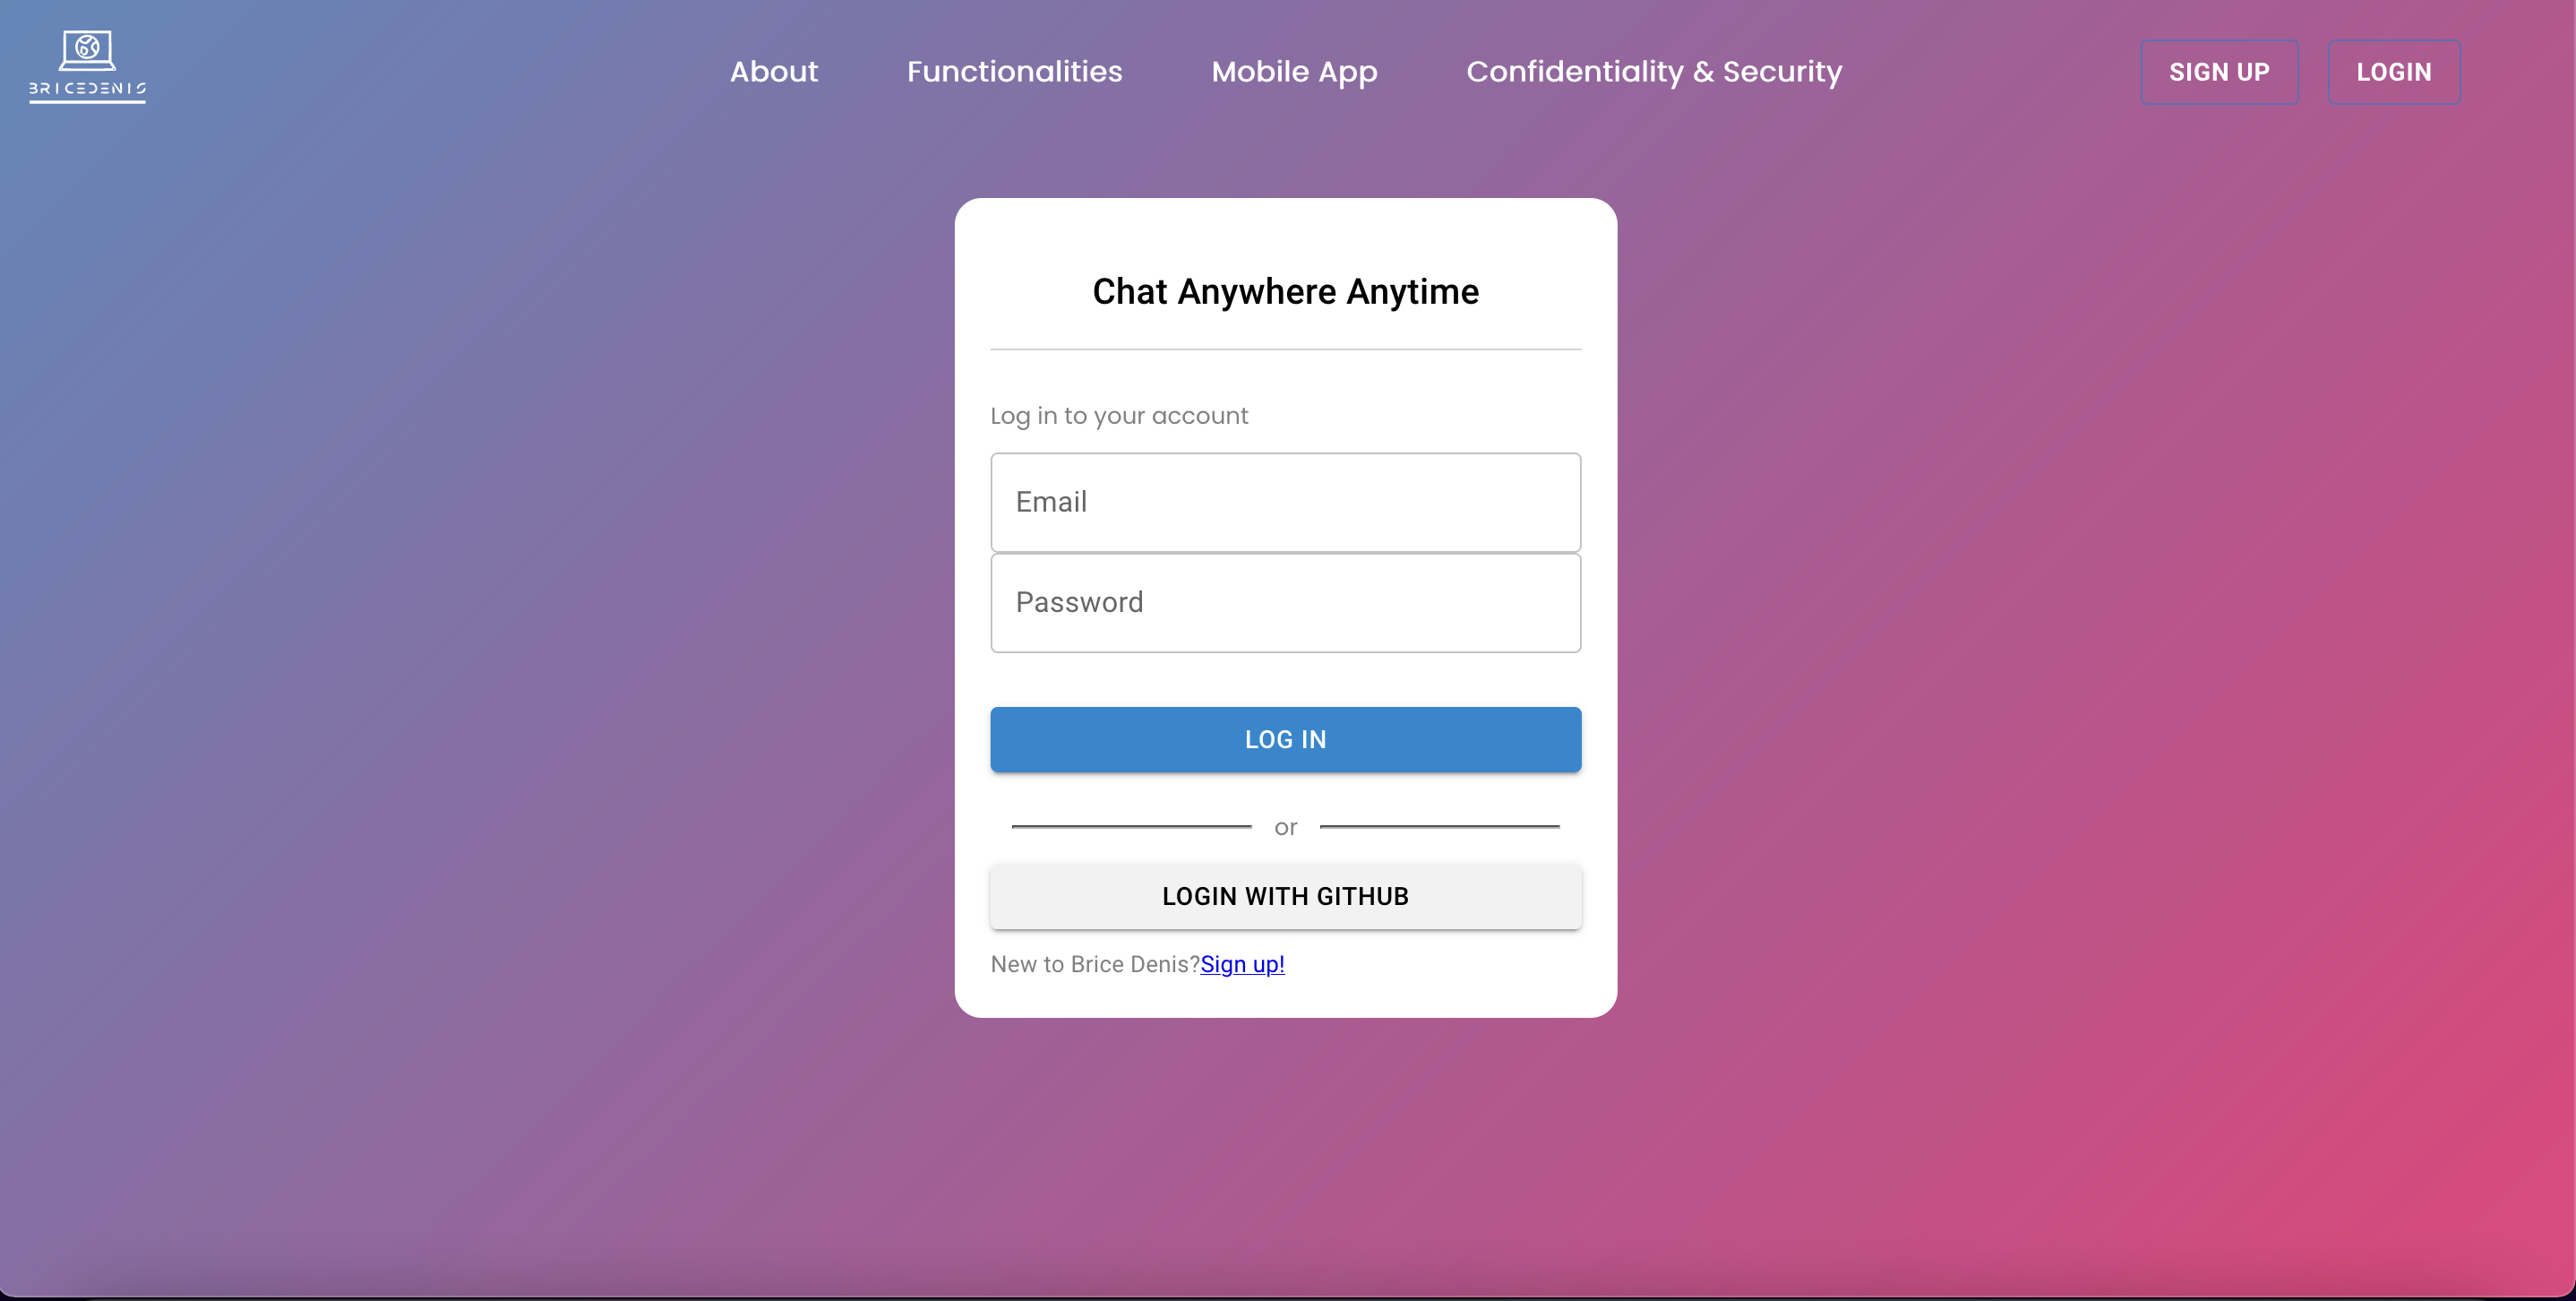 BRICEDENIS
About
Functionalities
Mobile App
Confidentiality & Security
SIGN UP
LOGIN
Chat Anywhere Anytime
Log in to your account
Email
Password
LOG IN
or
LOGIN WITH GITHUB
New to Brice Denis?Sign up!